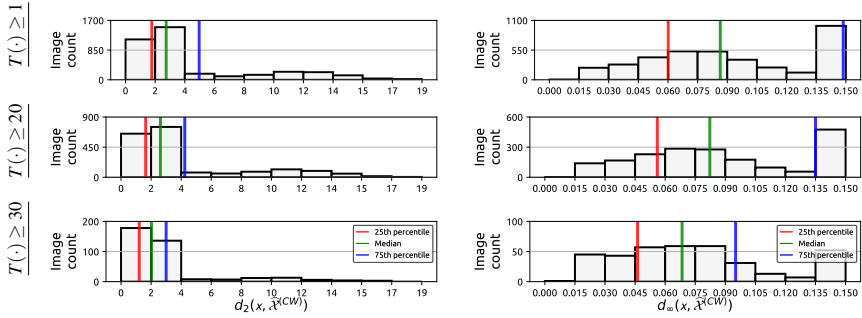 T(·) ≥ 1
Image count
1700
850
0
0 2 4 6 8 10 12 14 15 17 19
Image count
1100
550
0
0.000 0.015 0.030 0.045 0.060 0.075 0.090 0.105 0.120 0.135 0.150
T(·) ≥ 20
Image count
900
450
0
0 2 4 6 8 10 12 14 15 17 19
Image count
600
300
0
0.000 0.015 0.030 0.045 0.060 0.075 0.090 0.105 0.120 0.135 0.150
T(·) ≥ 30
Image count
200
100
0
25th percentile
Median
75th percentile
0 2 4 6 8 10 12 14 15 17 19
d₂(x, X̃⁽ᶜᵂ⁾)
Image count
100
50
0
25th percentile
Median
75th percentile
0.000 0.015 0.030 0.045 0.060 0.075 0.090 0.105 0.120 0.135 0.150
d∞(x, X̃⁽ᶜᵂ⁾)